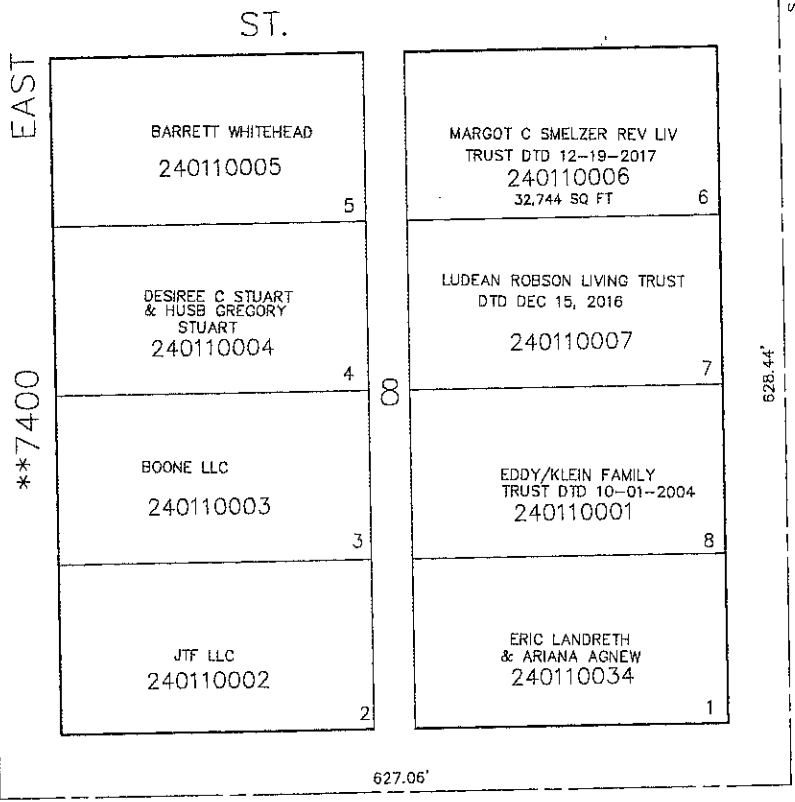 ST.
EAST
**7400
BARRETT WHITEHEAD
240110005
5
DESIREE C STUART
& HUSB GREGORY
STUART
240110004
4
BOONE LLC
240110003
3
JTF LLC
240110002
2
8
MARGOT C SMELZER REV LIV
TRUST DTD 12-19-2017
240110006
32,744 SQ FT
6
LUDEAN ROBSON LIVING TRUST
DTD DEC 15, 2016
240110007
7
EDDY/KLEIN FAMILY
TRUST DTD 10-01-2004
240110001
8
ERIC LANDRETH
& ARIANA AGNEW
240110034
1
628.44'
627.06'